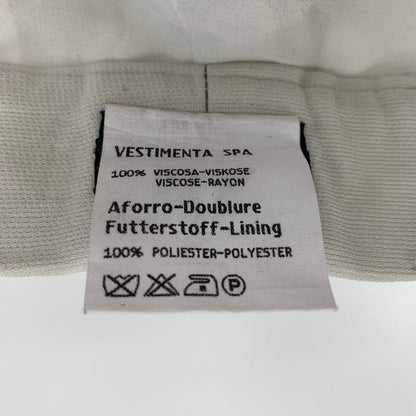 VESTIMENTA SPA
100% VISCOSA-VISKOSE
VISCOSE-RAYON
Aforro-Doublure
Futterstoff-Lining
100% POLIESTER-POLYESTER
P